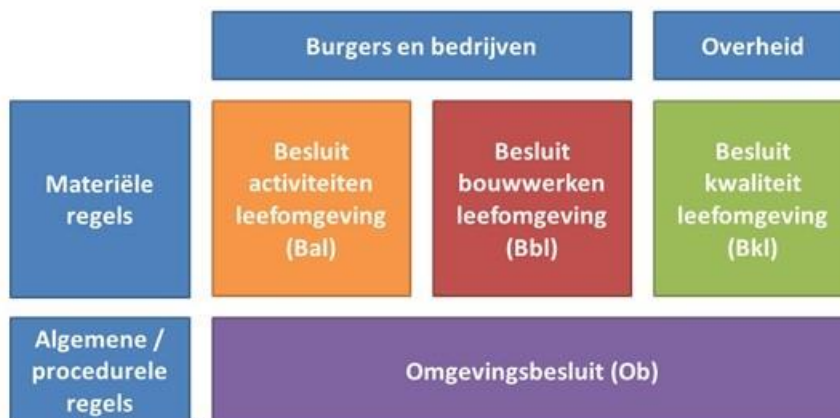 Burgers en bedrijven
Overheid
Materiële
regels
Besluit
activiteiten
leefomgeving
(Bal)
Besluit
bouwwerken
leefomgeving
(Bbl)
Besluit
kwaliteit
leefomgeving
(Bkl)
Algemene /
procedurele
regels
Omgevingsbesluit (Ob)